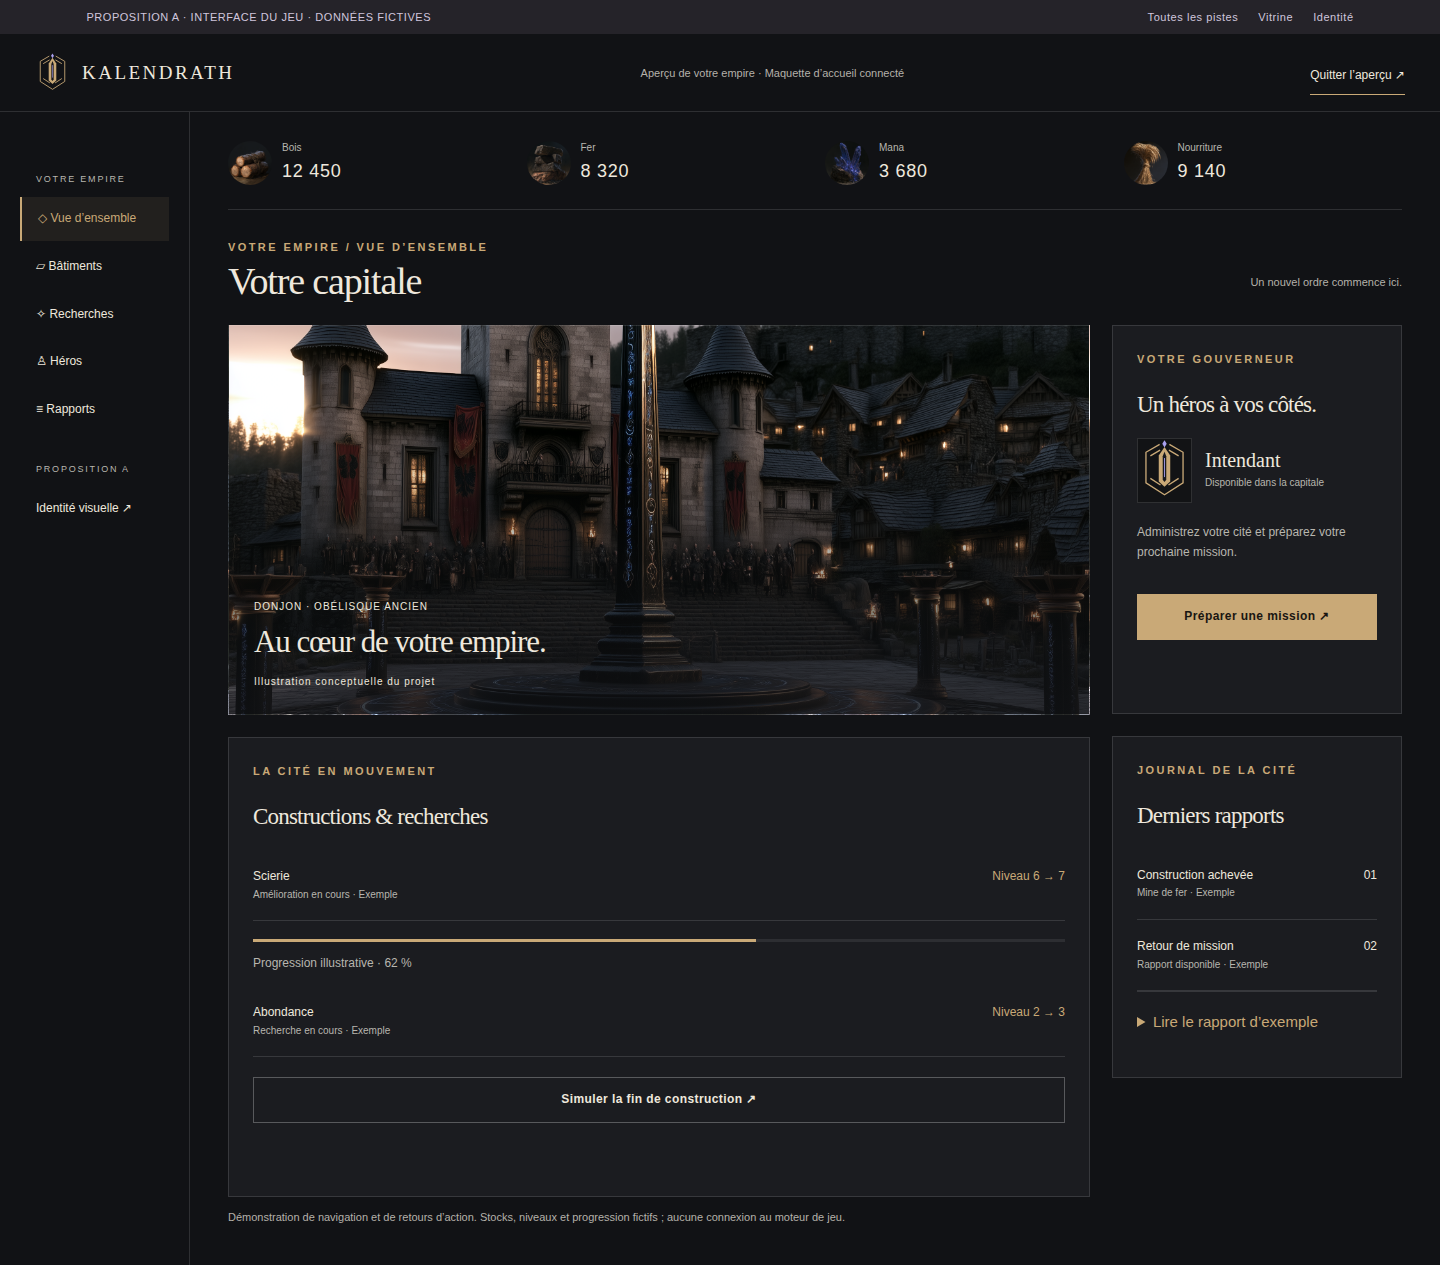 PROPOSITION A · INTERFACE DU JEU · DONNÉES FICTIVES
Toutes les pistes Vitrine Identité
KALENDRATH
Aperçu de votre empire · Maquette d’accueil connecté
Quitter l’aperçu ↗
VOTRE EMPIRE
◇ Vue d’ensemble
▱ Bâtiments
✧ Recherches
♙ Héros
≡ Rapports
PROPOSITION A
Identité visuelle ↗
Bois
12 450
Fer
8 320
Mana
3 680
Nourriture
9 140
VOTRE EMPIRE / VUE D’ENSEMBLE
Votre capitale
Un nouvel ordre commence ici.
DONJON · OBÉLISQUE ANCIEN
Au cœur de votre empire.
Illustration conceptuelle du projet
VOTRE GOUVERNEUR
Un héros à vos côtés.
Intendant
Disponible dans la capitale
Administrez votre cité et préparez votre
prochaine mission.
Préparer une mission ↗
LA CITÉ EN MOUVEMENT
Constructions & recherches
Scierie
Niveau 6 → 7
Amélioration en cours · Exemple
Progression illustrative · 62 %
Abondance
Niveau 2 → 3
Recherche en cours · Exemple
Simuler la fin de construction ↗
JOURNAL DE LA CITÉ
Derniers rapports
Construction achevée 01
Mine de fer · Exemple
Retour de mission 02
Rapport disponible · Exemple
▶ Lire le rapport d’exemple
Démonstration de navigation et de retours d’action. Stocks, niveaux et progression fictifs ; aucune connexion au moteur de jeu.